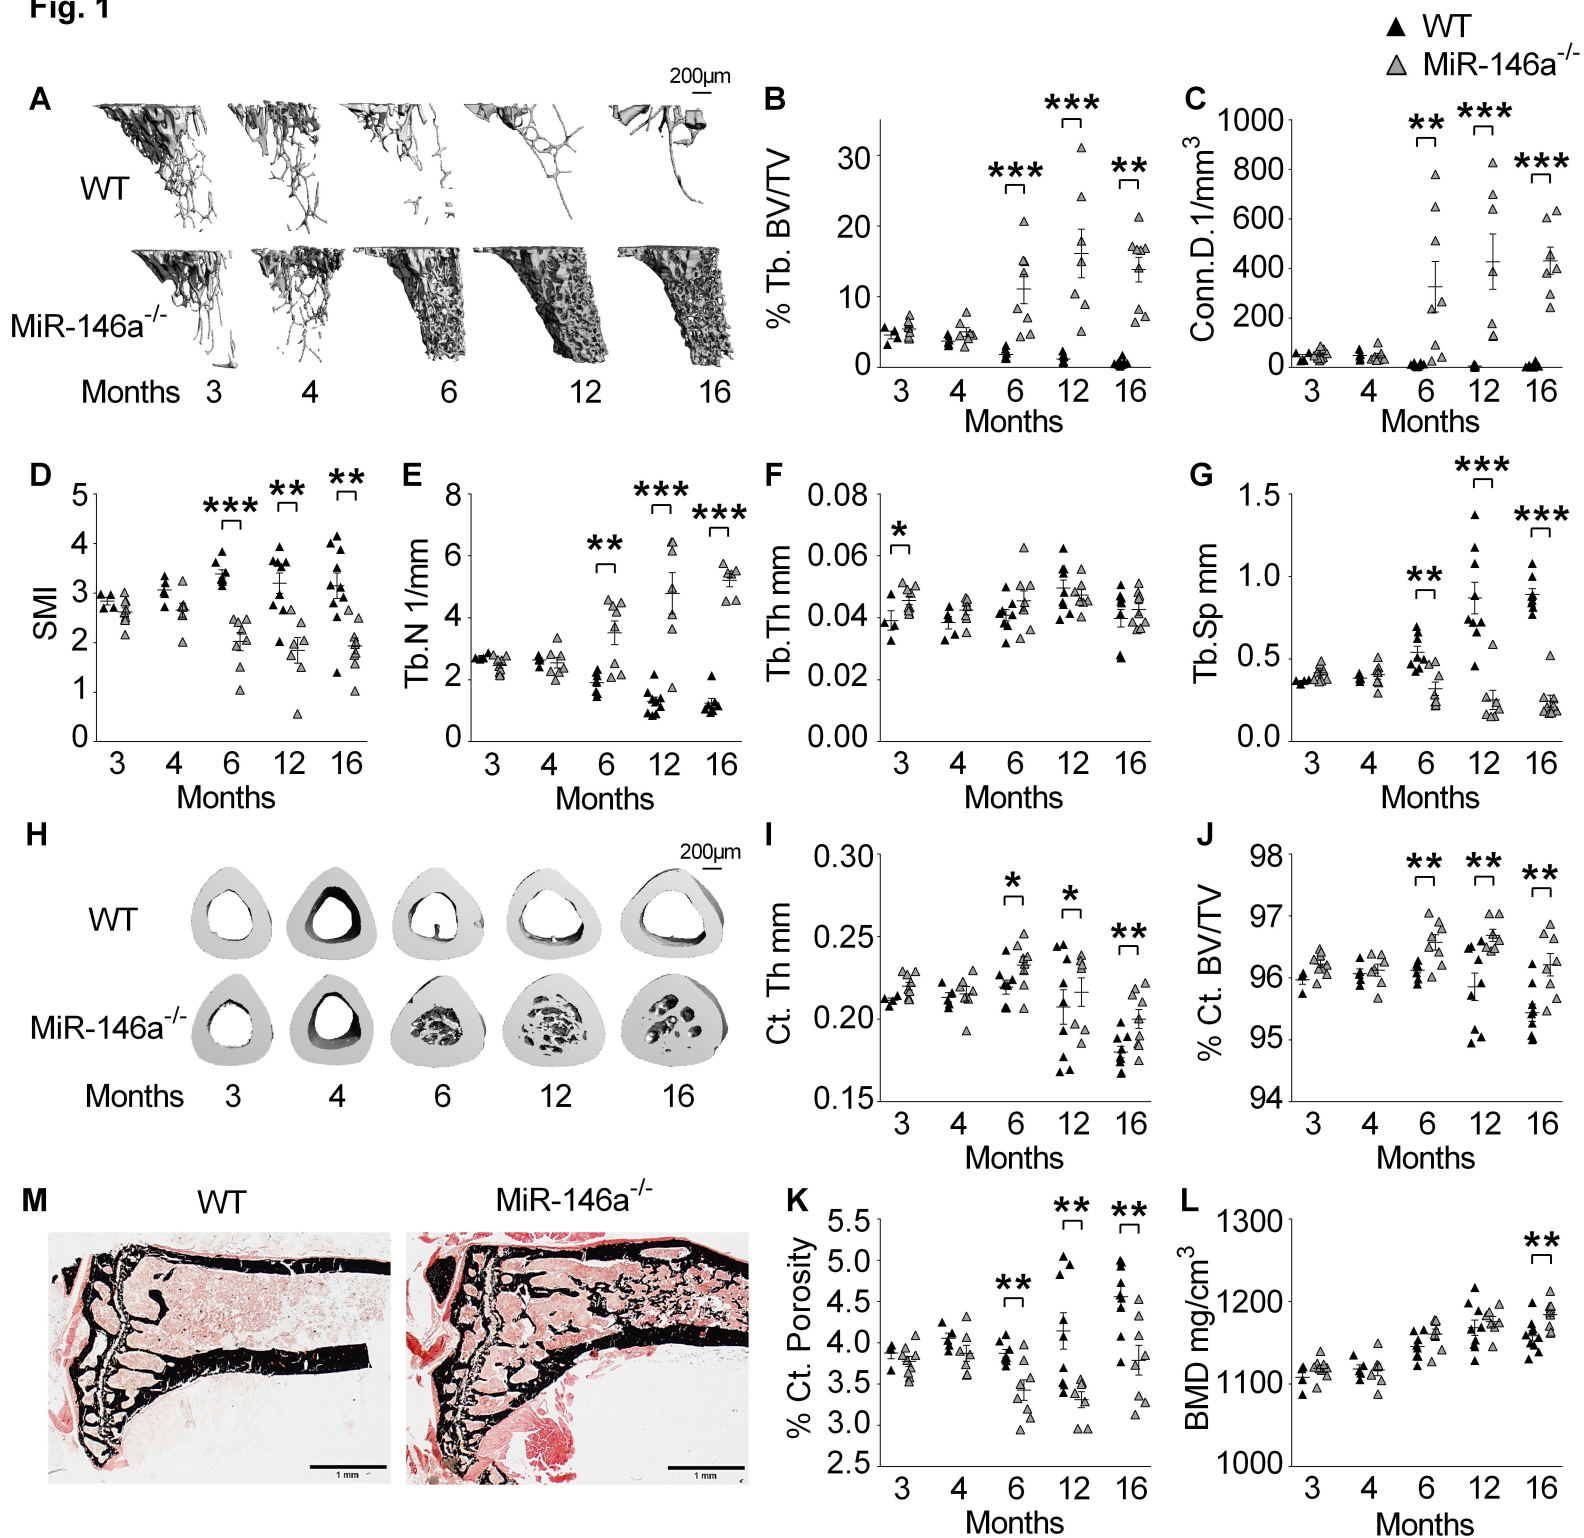 Fig. 1
WT
MiR-146a-/-
A
200µm
WT
MiR-146a-/-
Months 3 4 6 12 16
B
% Tb. BV/TV
30
20
10
0
***
***
**
3 4 6 12 16
Months
C
Conn.D.1/mm3
1000
800
600
400
200
0
**
***
***
3 4 6 12 16
Months
D
SMI
5
4
3
2
1
0
***
**
**
3 4 6 12 16
Months
E
Tb.N 1/mm
8
6
4
2
0
**
***
***
3 4 6 12 16
Months
F
Tb.Th mm
0.08
0.06
0.04
0.02
0.00
*
3 4 6 12 16
Months
G
Tb.Sp mm
1.5
1.0
0.5
0.0
**
***
***
3 4 6 12 16
Months
H
200µm
WT
MiR-146a-/-
Months 3 4 6 12 16
I
Ct. Th mm
0.30
0.25
0.20
0.15
*
*
**
3 4 6 12 16
Months
J
% Ct. BV/TV
98
97
96
95
94
**
**
**
3 4 6 12 16
Months
M
WT
MiR-146a-/-
1 mm
1 mm
K
% Ct. Porosity
5.5
5.0
4.5
4.0
3.5
3.0
2.5
**
**
**
3 4 6 12 16
Months
L
BMD mg/cm3
1300
1200
1100
1000
**
3 4 6 12 16
Months